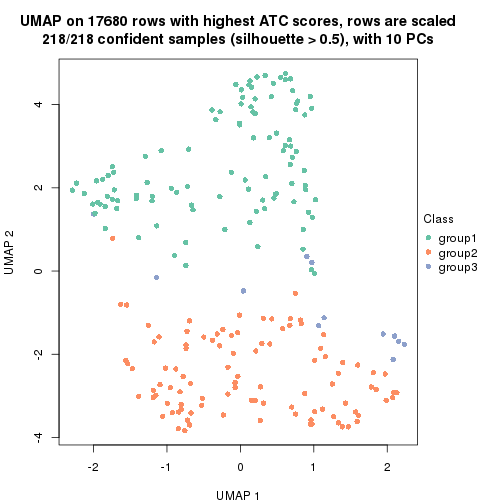 UMAP on 17680 rows with highest ATC scores, rows are scaled
218/218 confident samples (silhouette > 0.5), with 10 PCs
4
2
0
-2
-4
UMAP 2
-2
-1
0
1
2
UMAP 1
Class
group1
group2
group3